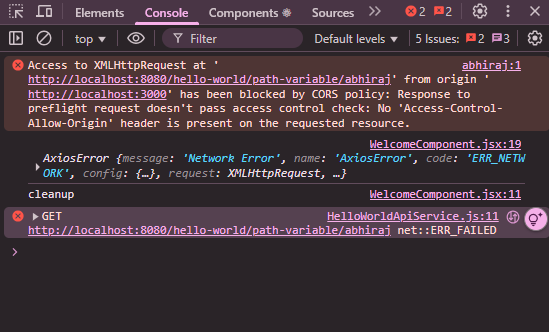 Elements Console Components Sources » 2 2
top Filter Default levels 5 Issues: 2 3
Access to XMLHttpRequest at ' abhiraj:1
http://localhost:8080/hello-world/path-variable/abhiraj' from origin '
http://localhost:3000' has been blocked by CORS policy: Response to
preflight request doesn't pass access control check: No 'Access-Control-
Allow-Origin' header is present on the requested resource.
WelcomeComponent.jsx:19
AxiosError {message: 'Network Error', name: 'AxiosError', code: 'ERR_NETW
ORK', config: {…}, request: XMLHttpRequest, …}
cleanup WelcomeComponent.jsx:11
GET HelloWorldApiService.js:11
http://localhost:8080/hello-world/path-variable/abhiraj net::ERR_FAILED